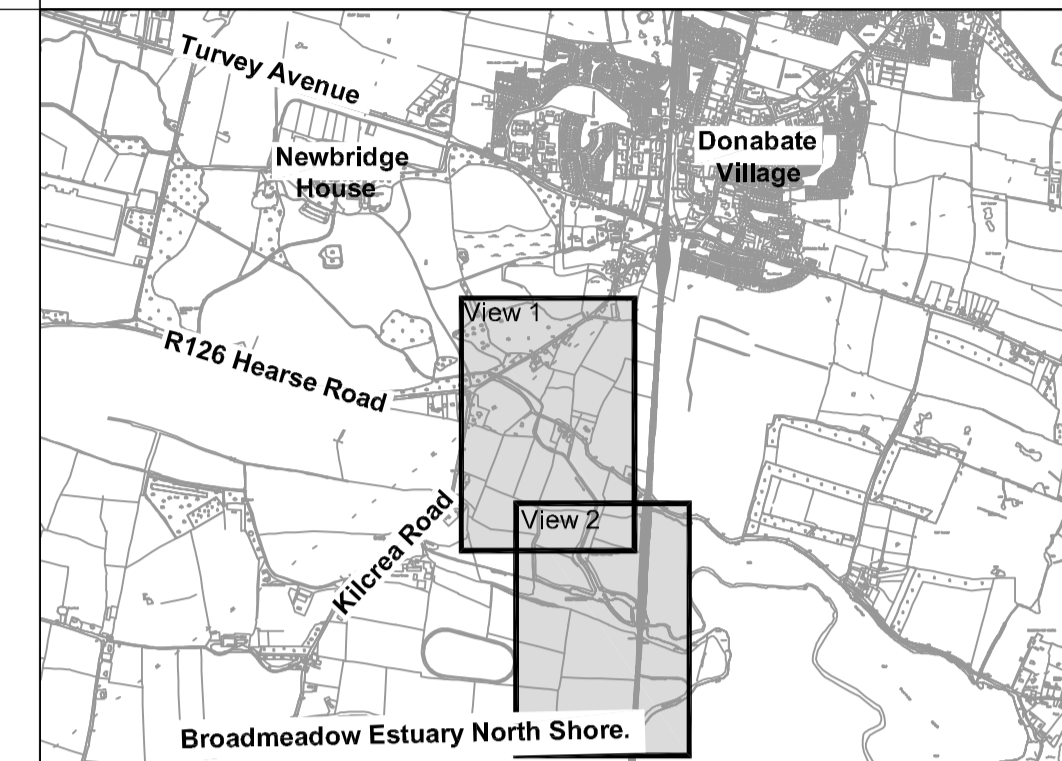 Turvey Avenue
Donabate
Village
Newbridge
House
View 1
R126 Hearse Road
View 2
Kilcrea Road
Broadmeadow Estuary North Shore.